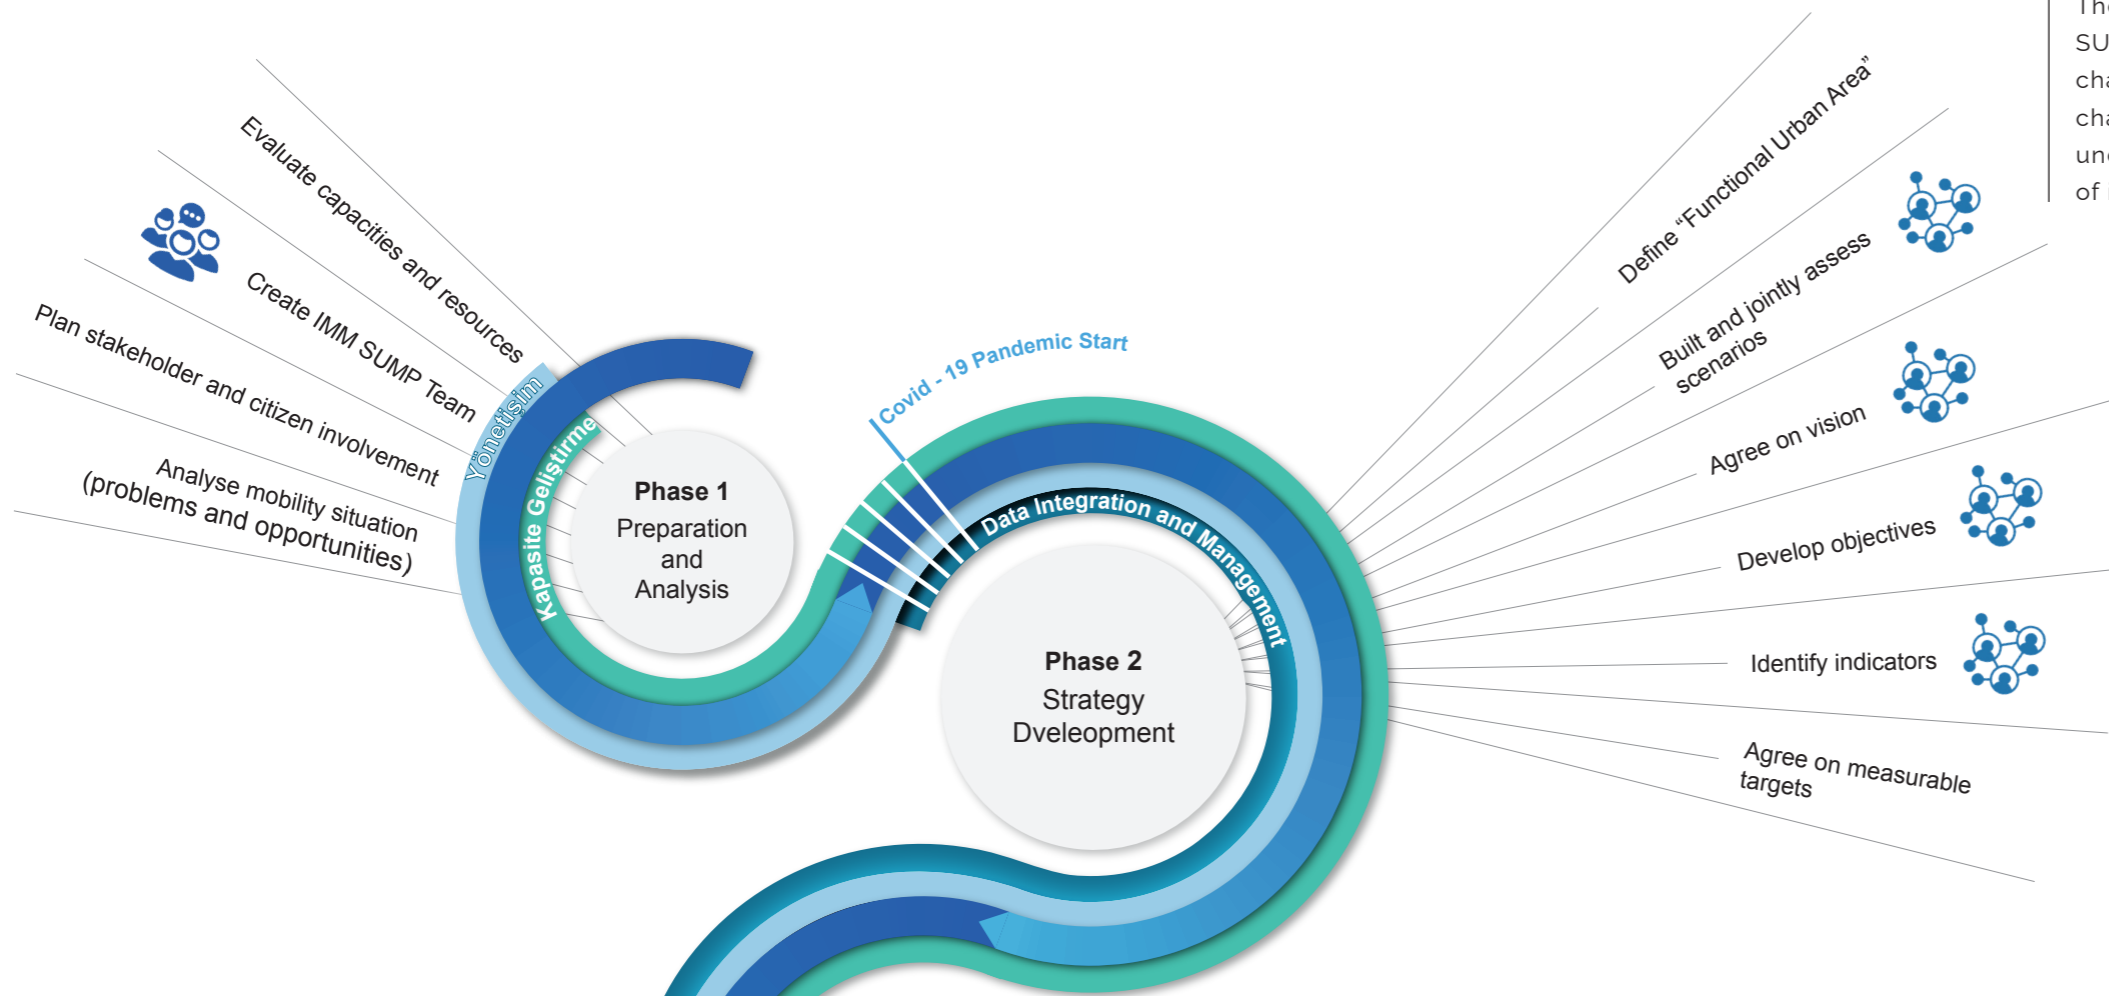 Evaluate capacities and resources
Create IMM SUMP Team
Plan stakeholder and citizen involvement
Analyse mobility situation
(problems and opportunities)
Yönetişim
Kapasite Geliştirme
Phase 1
Preparation
and
Analysis
Covid - 19 Pandemic Start
Data Integration and Management
Phase 2
Strategy
Dveleopment
Define “Functional Urban Area”
Built and jointly assess
scenarios
Agree on vision
Develop objectives
Identify indicators
Agree on measurable
targets
of